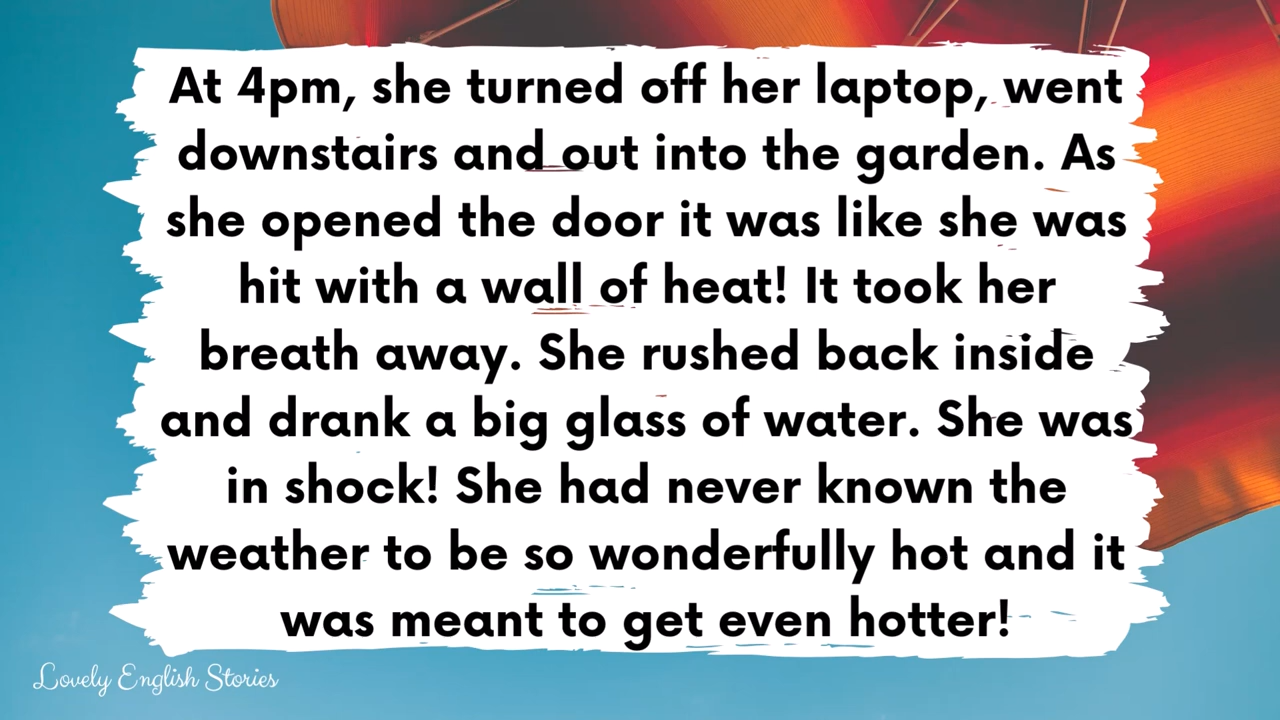 At 4pm, she turned off her laptop, went
downstairs and out into the garden. As
she opened the door it was like she was
hit with a wall of heat! It took her
breath away. She rushed back inside
and drank a big glass of water. She was
in shock! She had never known the
weather to be so wonderfully hot and it
was meant to get even hotter!
Lovely English Stories